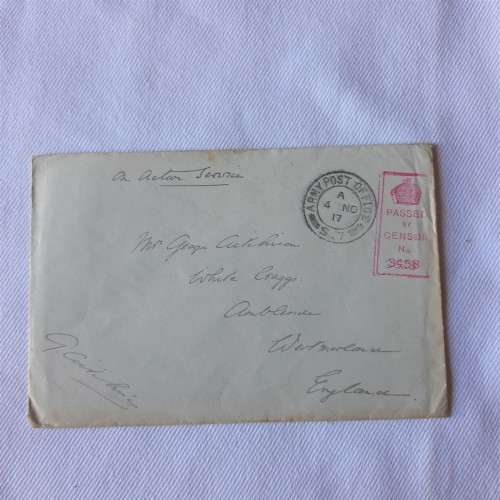 On Active Service
ARMY POST OFFICE
A
4 NO
17
S.Z.
PASSED
BY
CENSOR
No.
3458
Mr George Aitchison
White Craggs
Ambleside
Westmorland
England